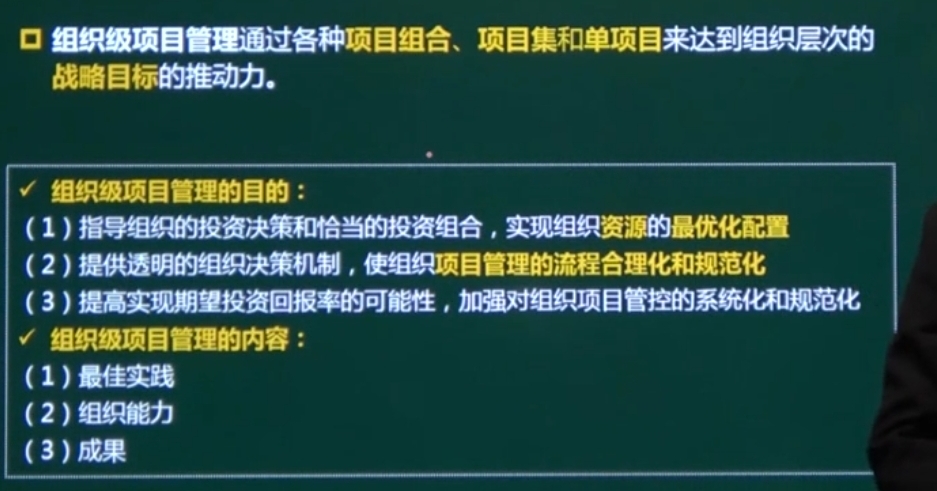 组织级项目管理通过各种项目组合、项目集和单项目来达到组织层次的
战略目标的推动力。
✓ 组织级项目管理的目的：
（1）指导组织的投资决策和恰当的投资组合，实现组织资源的最优化配置
（2）提供透明的组织决策机制，使组织项目管理的流程合理化和规范化
（3）提高实现期望投资回报率的可能性，加强对组织项目管控的系统化和规范化
✓ 组织级项目管理的内容：
（1）最佳实践
（2）组织能力
（3）成果